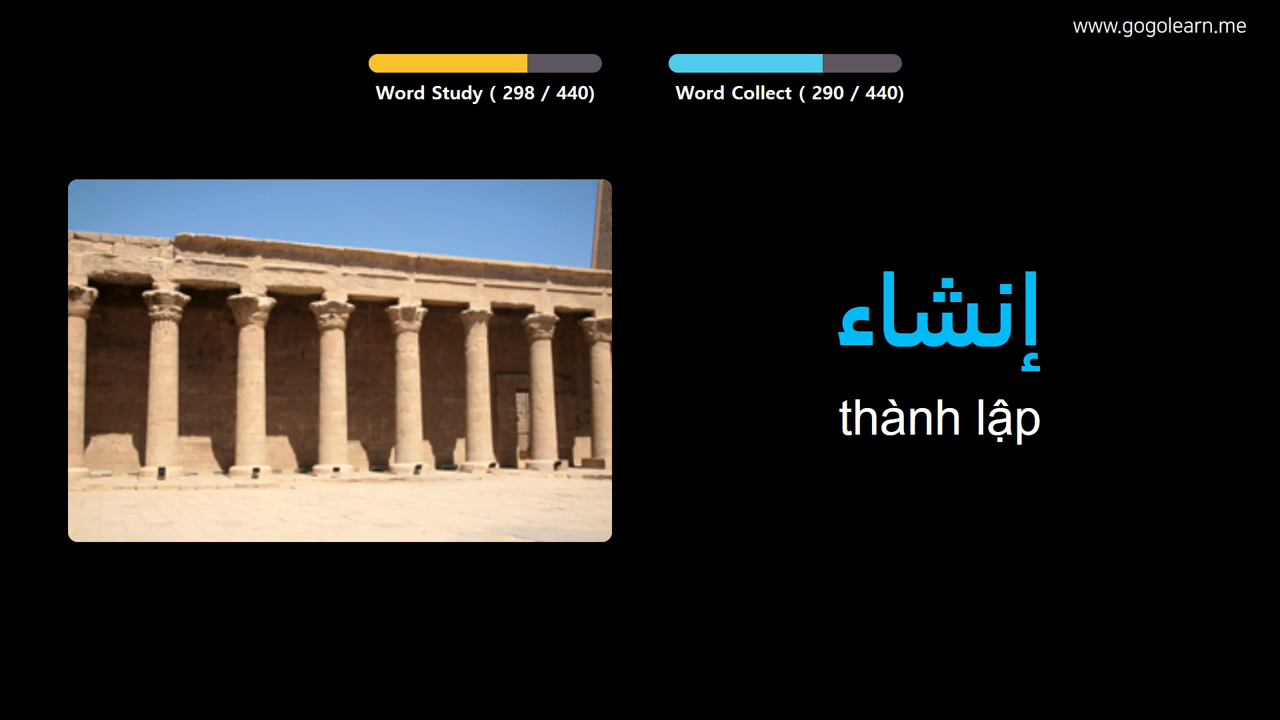 www.gogolearn.me
Word Study ( 298 / 440)
Word Collect ( 290 / 440)
إنشاء
thành lập